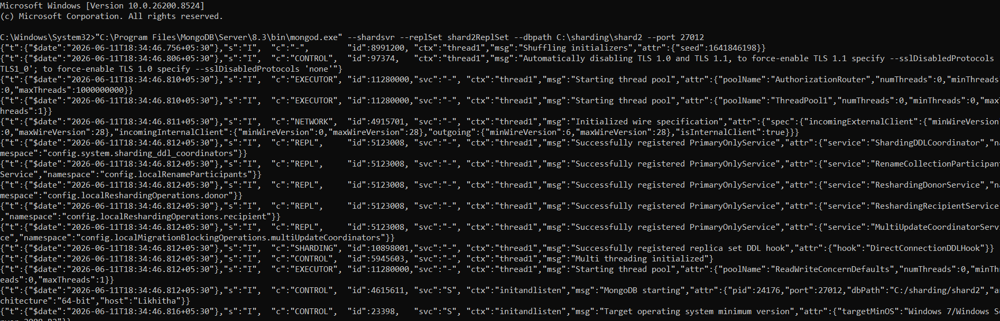 Microsoft Windows [Version 10.0.26200.8524]
(c) Microsoft Corporation. All rights reserved.
C:\Windows\System32>"C:\Program Files\MongoDB\Server\8.3\bin\mongod.exe" --shardsvr --replSet shard2ReplSet --dbpath C:\sharding\shard2 --port 27012
{"t":{"$date":"2026-06-11T18:34:46.756+05:30"},"s":"I",  "c":"-",        "id":8991200, "ctx":"thread1","msg":"Shuffling initializers","attr":{"seed":1641846198}}
{"t":{"$date":"2026-06-11T18:34:46.806+05:30"},"s":"I",  "c":"CONTROL",  "id":97374,   "ctx":"thread1","msg":"Automatically disabling TLS 1.0 and TLS 1.1, to force-enable TLS 1.1 specify --sslDisabledProtocols
TLS1_0'; to force-enable TLS 1.0 specify --sslDisabledProtocols 'none'"}
{"t":{"$date":"2026-06-11T18:34:46.810+05:30"},"s":"I",  "c":"EXECUTOR", "id":11280000,"svc":"-", "ctx":"thread1","msg":"Starting thread pool","attr":{"poolName":"AuthorizationRouter","numThreads":0,"minThreads"
:0,"maxThreads":1000000000}}
{"t":{"$date":"2026-06-11T18:34:46.810+05:30"},"s":"I",  "c":"EXECUTOR", "id":11280000,"svc":"-", "ctx":"thread1","msg":"Starting thread pool","attr":{"poolName":"ThreadPool1","numThreads":0,"minThreads":0,"maxT
hreads":1}}
{"t":{"$date":"2026-06-11T18:34:46.811+05:30"},"s":"I",  "c":"NETWORK",  "id":4915701, "svc":"-", "ctx":"thread1","msg":"Initialized wire specification","attr":{"spec":{"incomingExternalClient":{"minWireVersion"
:0,"maxWireVersion":28},"incomingInternalClient":{"minWireVersion":0,"maxWireVersion":28},"outgoing":{"minWireVersion":6,"maxWireVersion":28},"isInternalClient":true}}}
{"t":{"$date":"2026-06-11T18:34:46.812+05:30"},"s":"I",  "c":"REPL",     "id":5123008, "svc":"-", "ctx":"thread1","msg":"Successfully registered PrimaryOnlyService","attr":{"service":"ShardingDDLCoordinator","na
mespace":"config.system.sharding_ddl_coordinators"}}
{"t":{"$date":"2026-06-11T18:34:46.812+05:30"},"s":"I",  "c":"REPL",     "id":5123008, "svc":"-", "ctx":"thread1","msg":"Successfully registered PrimaryOnlyService","attr":{"service":"RenameCollectionParticipant
Service","namespace":"config.localRenameParticipants"}}
{"t":{"$date":"2026-06-11T18:34:46.812+05:30"},"s":"I",  "c":"REPL",     "id":5123008, "svc":"-", "ctx":"thread1","msg":"Successfully registered PrimaryOnlyService","attr":{"service":"ReshardingDonorService","na
mespace":"config.localReshardingOperations.donor"}}
{"t":{"$date":"2026-06-11T18:34:46.812+05:30"},"s":"I",  "c":"REPL",     "id":5123008, "svc":"-", "ctx":"thread1","msg":"Successfully registered PrimaryOnlyService","attr":{"service":"ReshardingRecipientService"
,"namespace":"config.localReshardingOperations.recipient"}}
{"t":{"$date":"2026-06-11T18:34:46.812+05:30"},"s":"I",  "c":"REPL",     "id":5123008, "svc":"-", "ctx":"thread1","msg":"Successfully registered PrimaryOnlyService","attr":{"service":"MultiUpdateCoordinatorServi
ce","namespace":"config.localMigrationBlockingOperations.multiUpdateCoordinators"}}
{"t":{"$date":"2026-06-11T18:34:46.812+05:30"},"s":"I",  "c":"SHARDING", "id":10898001,"svc":"-", "ctx":"thread1","msg":"Successfully registered replica set DDL hook","attr":{"hook":"DirectConnectionDDLHook"}}
{"t":{"$date":"2026-06-11T18:34:46.812+05:30"},"s":"I",  "c":"CONTROL",  "id":5945603, "svc":"-", "ctx":"thread1","msg":"Multi threading initialized"}
{"t":{"$date":"2026-06-11T18:34:46.812+05:30"},"s":"I",  "c":"EXECUTOR", "id":11280000,"svc":"-", "ctx":"thread1","msg":"Starting thread pool","attr":{"poolName":"ReadWriteConcernDefaults","numThreads":0,"minThr
eads":0,"maxThreads":1}}
{"t":{"$date":"2026-06-11T18:34:46.812+05:30"},"s":"I",  "c":"CONTROL",  "id":4615611, "svc":"S", "ctx":"initandlisten","msg":"MongoDB starting","attr":{"pid":24176,"port":27012,"dbPath":"C:/sharding/shard2","ar
chitecture":"64-bit","host":"Likhitha"}}
{"t":{"$date":"2026-06-11T18:34:46.816+05:30"},"s":"I",  "c":"CONTROL",  "id":23398,   "svc":"S", "ctx":"initandlisten","msg":"Target operating system minimum version","attr":{"targetMinOS":"Windows 7/Windows Se